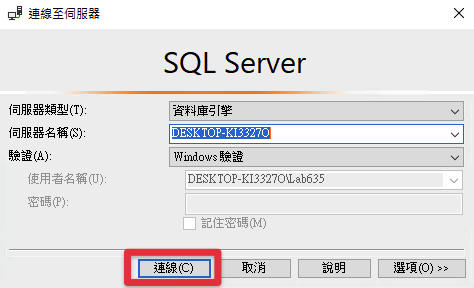 連線至伺服器
SQL Server
伺服器類型(T): 資料庫引擎
伺服器名稱(S): DESKTOP-KI3327O
驗證(A): Windows 驗證
使用者名稱(U): DESKTOP-KI3327O\Lab635
密碼(P):
記住密碼(M)
連線(C) 取消 說明 選項(O) >>